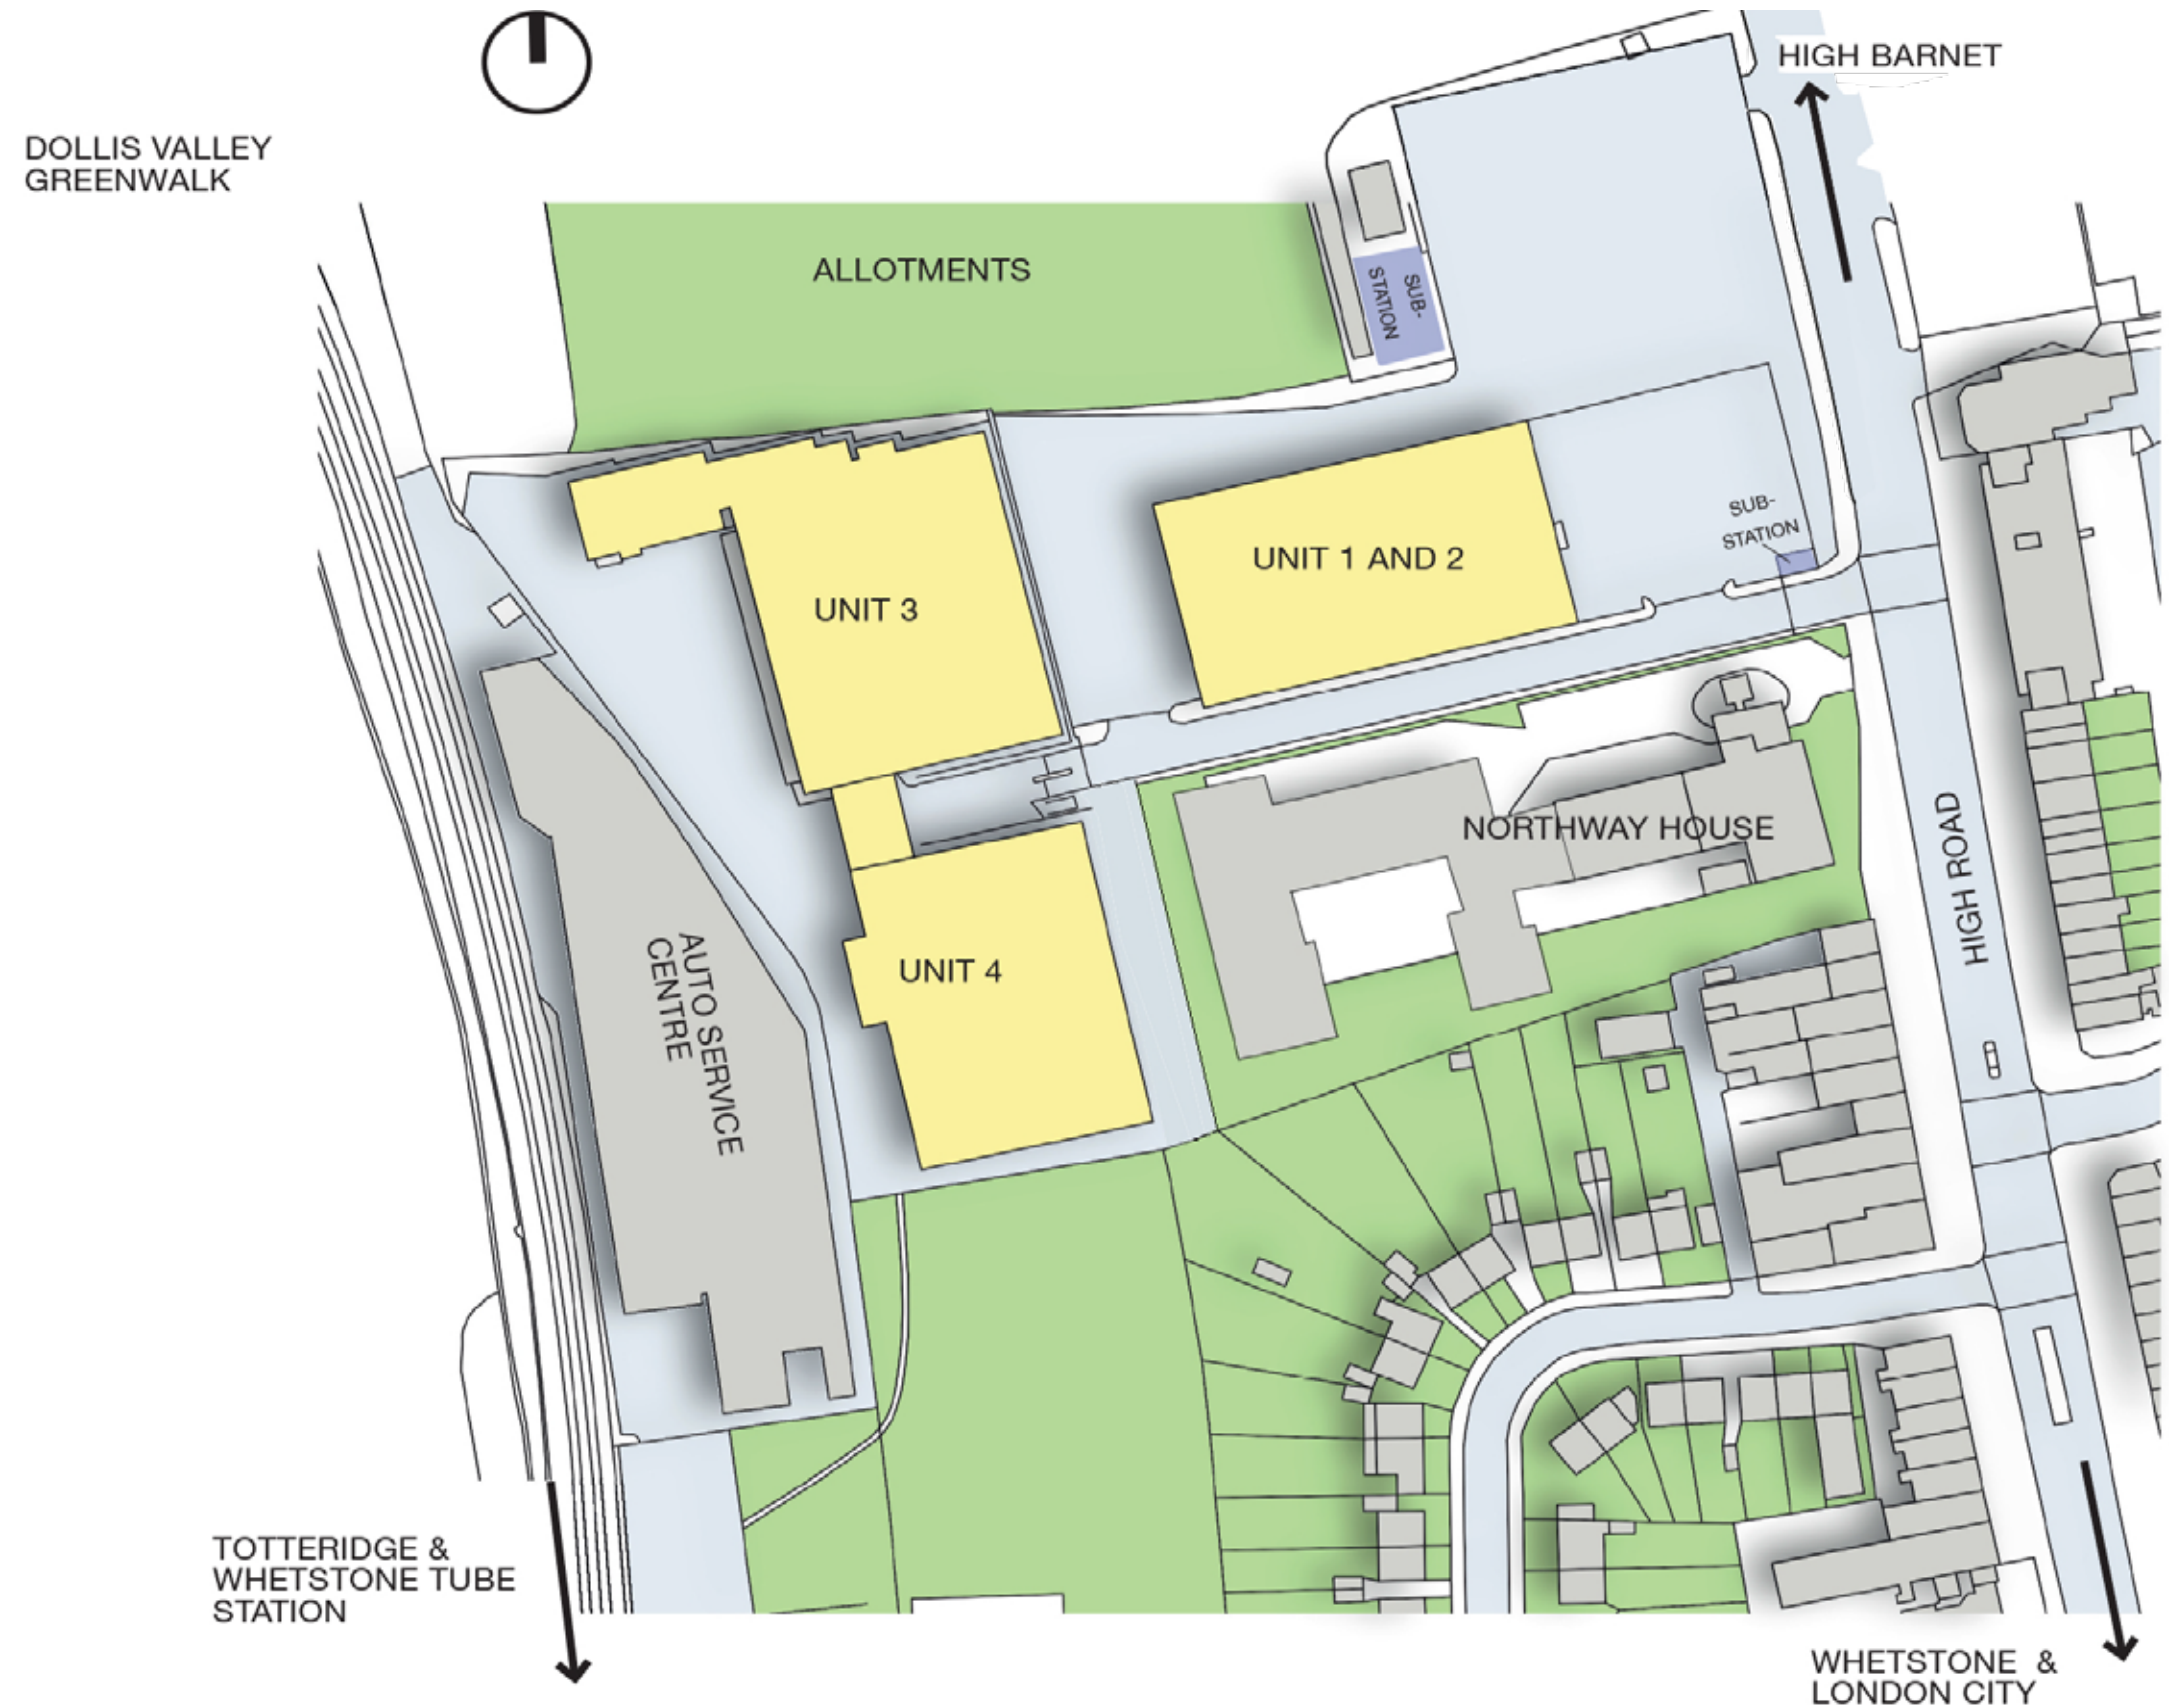 HIGH BARNET
DOLLIS VALLEY
GREENWALK
ALLOTMENTS
SUB-
STATION
SUB-
STATION
UNIT 1 AND 2
UNIT 3
NORTHWAY HOUSE
HIGH ROAD
UNIT 4
AUTO SERVICE
CENTRE
TOTTERIDGE &
WHETSTONE TUBE
STATION
WHETSTONE &
LONDON CITY